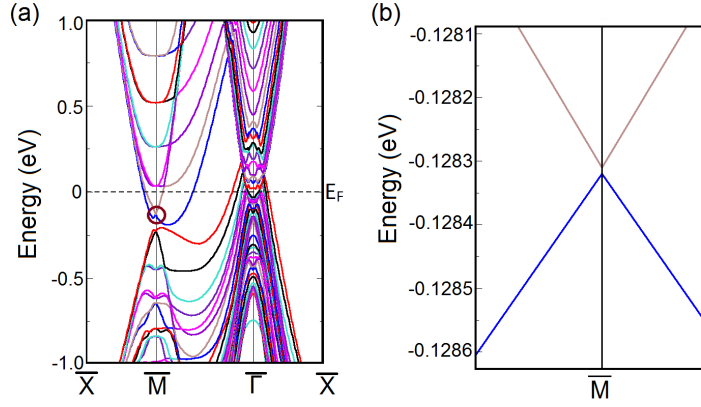 (a)
1.0
0.5
0
-0.5
-1.0
Energy (eV)
E_F
X̅
M̅
Γ̅
X̅
(b)
-0.1281
-0.1282
-0.1283
-0.1284
-0.1285
-0.1286
Energy (eV)
M̅